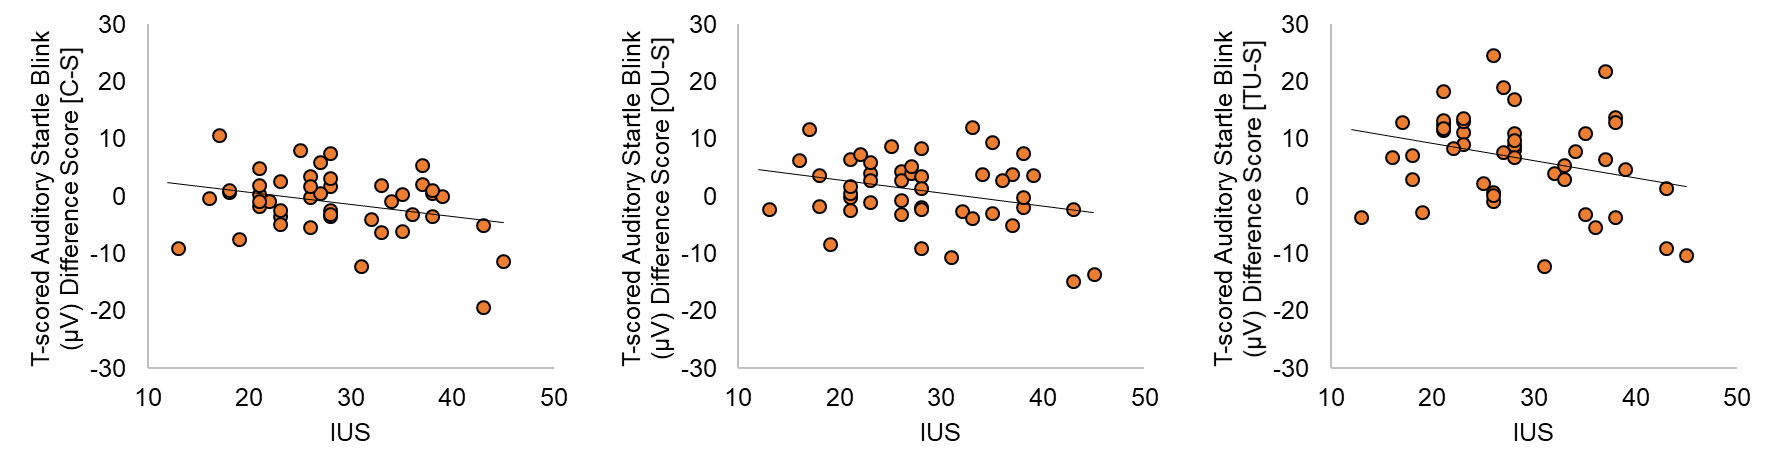 T-scored Auditory Startle Blink
(µV) Difference Score [C-S]
30
20
10
0
-10
-20
-30
10 20 30 40 50
IUS
T-scored Auditory Startle Blink
(µV) Difference Score [OU-S]
30
20
10
0
-10
-20
-30
10 20 30 40 50
IUS
T-scored Auditory Startle Blink
(µV) Difference Score [TU-S]
30
20
10
0
-10
-20
-30
10 20 30 40 50
IUS